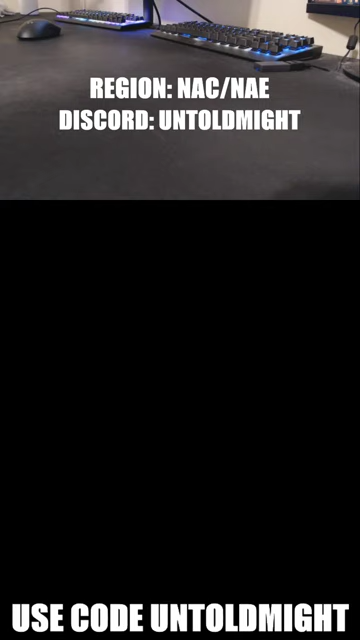 REGION: NAC/NAE
DISCORD: UNTOLDMIGHT
USE CODE UNTOLDMIGHT